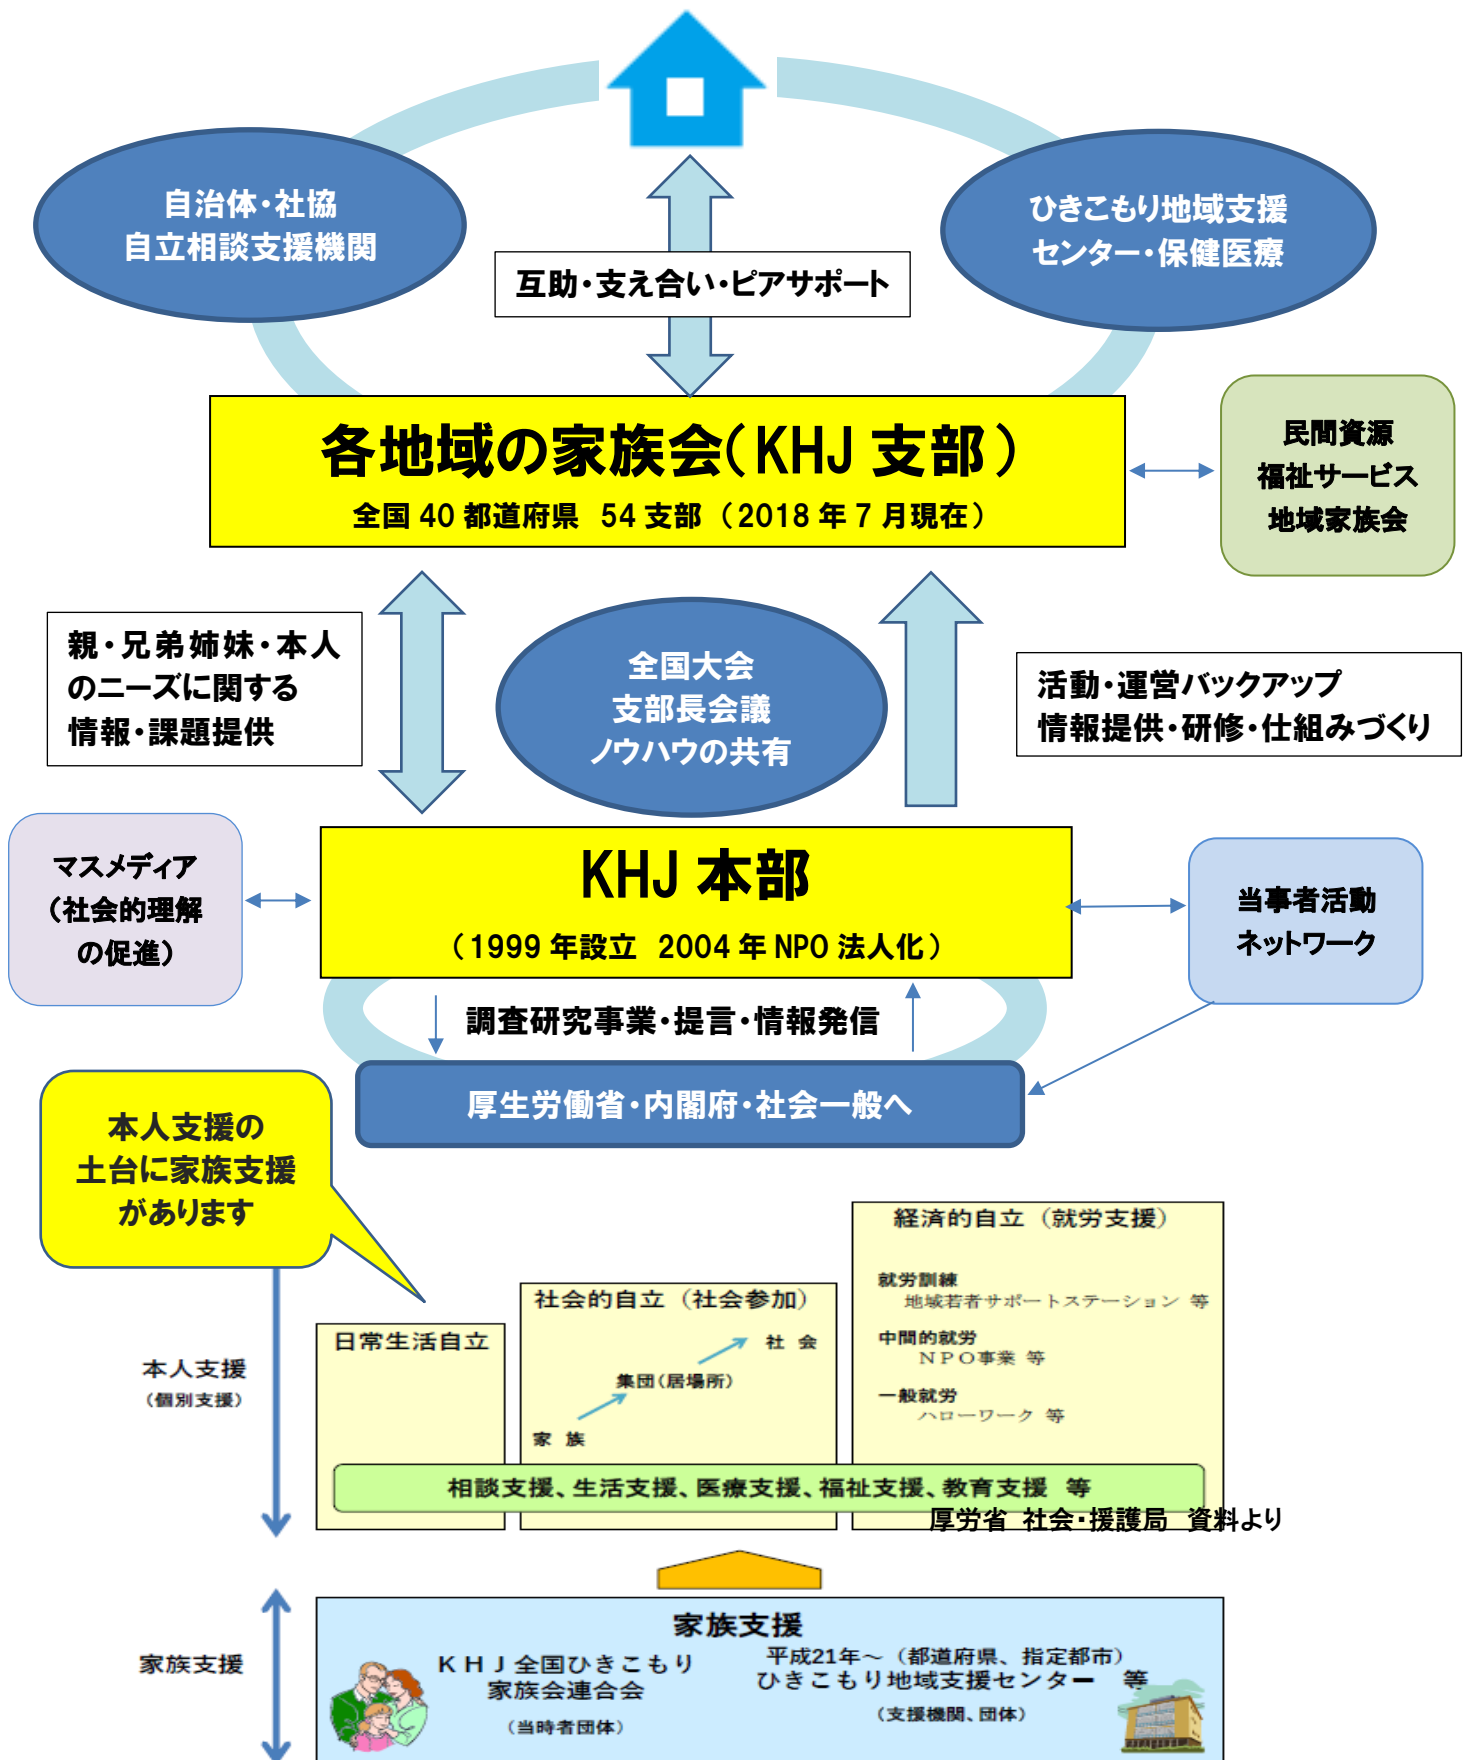 自治体・社協
自立相談支援機関
ひきこもり地域支援
センター・保健医療
互助・支え合い・ピアサポート
各地域の家族会(KHJ 支部)
全国 40 都道府県 54 支部 (2018 年 7 月現在)
民間資源
福祉サービス
地域家族会
親・兄弟姉妹・本人
のニーズに関する
情報・課題提供
全国大会
支部長会議
ノウハウの共有
活動・運営バックアップ
情報提供・研修・仕組みづくり
マスメディア
(社会的理解
の促進)
KHJ 本部
(1999 年設立 2004 年 NPO 法人化)
当事者活動
ネットワーク
調査研究事業・提言・情報発信
厚生労働省・内閣府・社会一般へ
本人支援の
土台に家族支援
があります
本人支援
(個別支援)
日常生活自立
社会的自立(社会参加)
社 会
集団(居場所)
家 族
経済的自立(就労支援)
就労訓練
地域若者サポートステーション 等
中間的就労
NPO事業 等
一般就労
ハローワーク 等
相談支援、生活支援、医療支援、福祉支援、教育支援 等
厚労省 社会・援護局 資料より
家族支援
家族支援
KHJ全国ひきこもり
家族会連合会
(当時者団体)
平成21年~(都道府県、指定都市)
ひきこもり地域支援センター 等
(支援機関、団体)